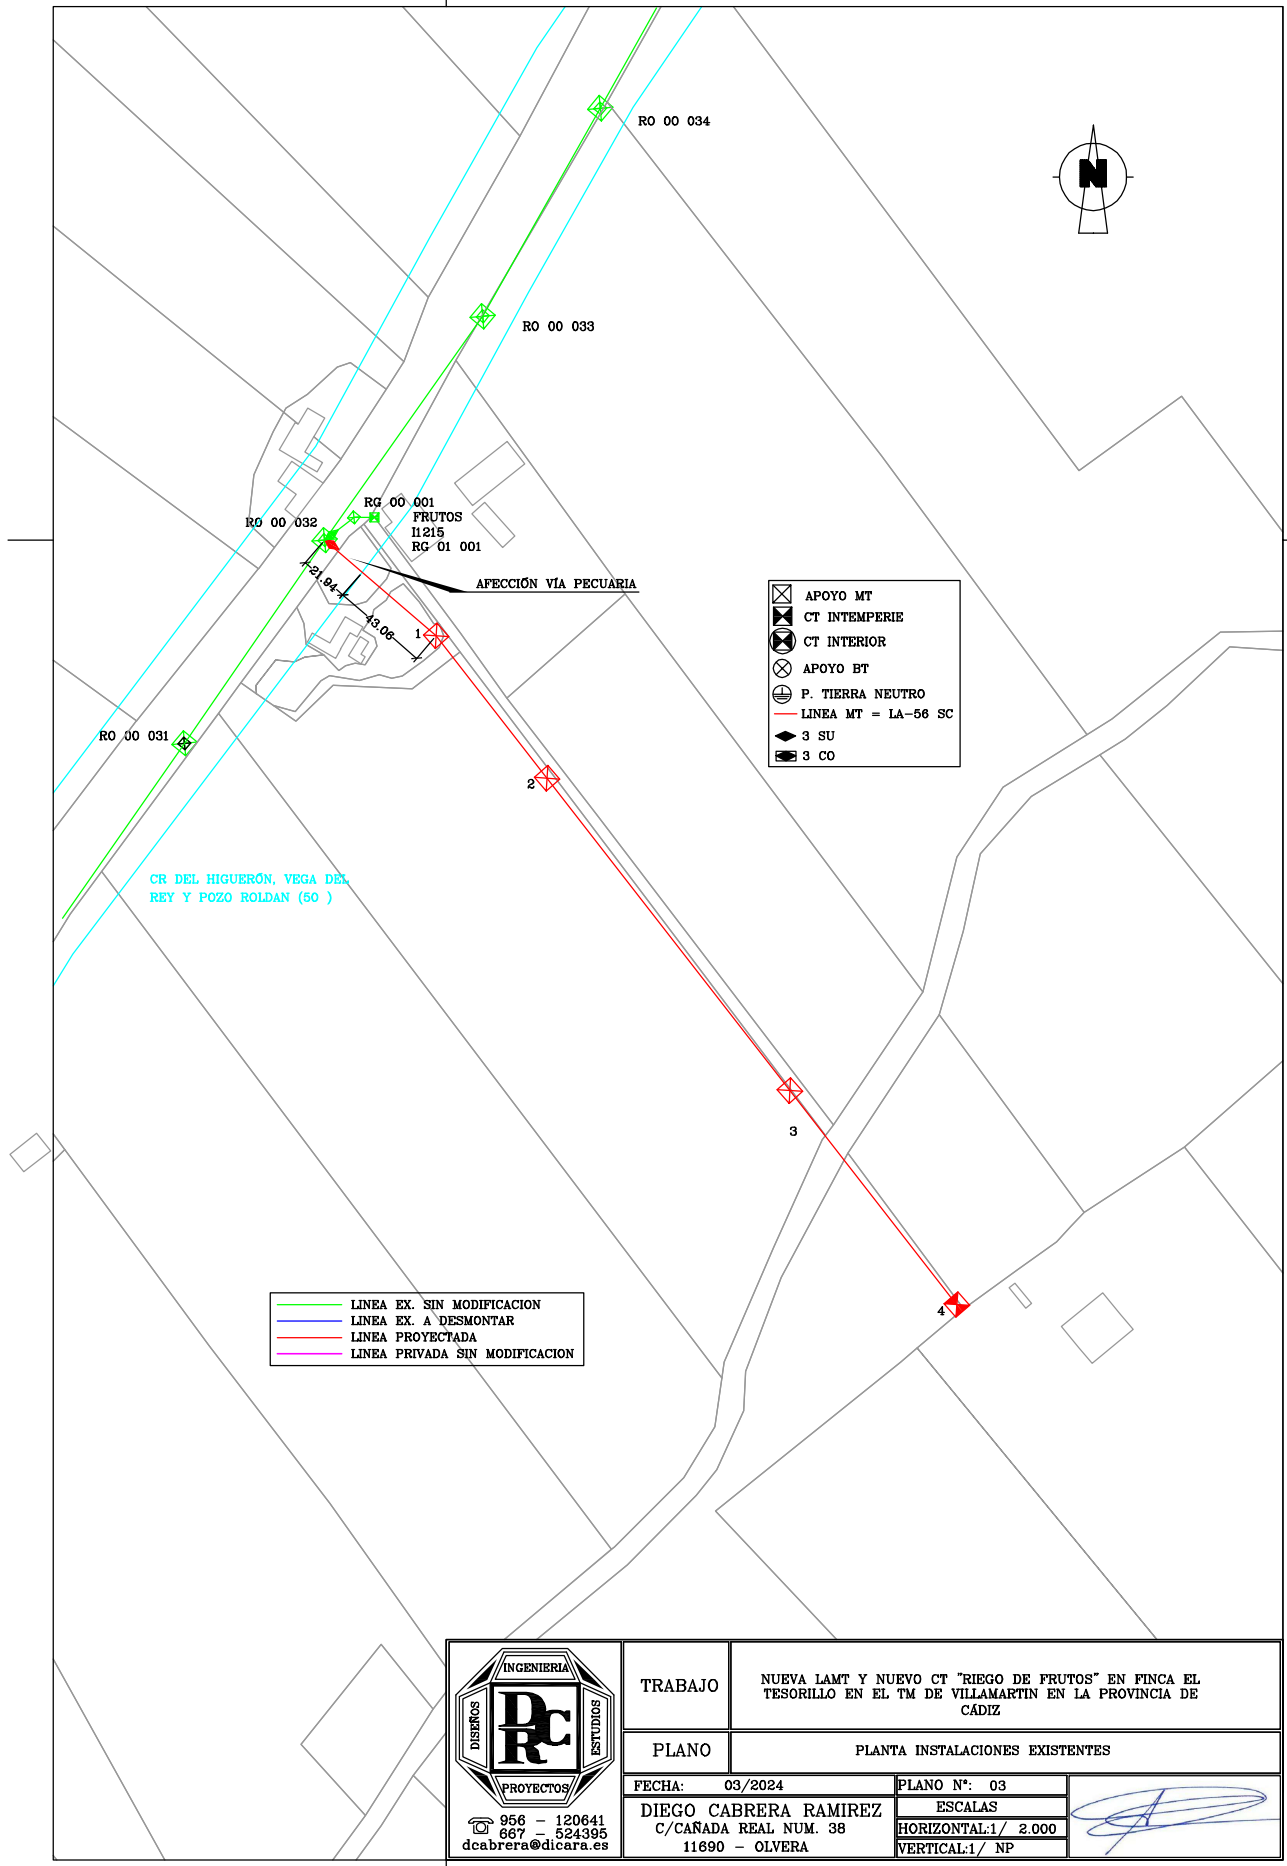 RO 00 034
N
RO 00 033
RG 00 001
FRUTOS
I1215
RG 01 001
RO 00 032
21.94
43.06
AFECCIÓN VÍA PECUARIA
1
APOYO MT
CT INTEMPERIE
CT INTERIOR
APOYO BT
P. TIERRA NEUTRO
LINEA MT = LA-56 SC
3 SU
3 CO
RO 00 031
2
CR DEL HIGUERÓN, VEGA DEL
REY Y POZO ROLDAN (50 )
3
4
LINEA EX. SIN MODIFICACION
LINEA EX. A DESMONTAR
LINEA PROYECTADA
LINEA PRIVADA SIN MODIFICACION
INGENIERIA
DISEÑOS
DCR
ESTUDIOS
PROYECTOS
956 - 120641
667 - 524395
dcabrera@dicara.es
TRABAJO
NUEVA LAMT Y NUEVO CT "RIEGO DE FRUTOS" EN FINCA EL
TESORILLO EN EL TM DE VILLAMARTIN EN LA PROVINCIA DE
CÁDIZ
PLANO
PLANTA INSTALACIONES EXISTENTES
FECHA: 03/2024
PLANO Nº: 03
DIEGO CABRERA RAMIREZ
C/CAÑADA REAL NUM. 38
11690 - OLVERA
ESCALAS
HORIZONTAL:1/ 2.000
VERTICAL:1/ NP